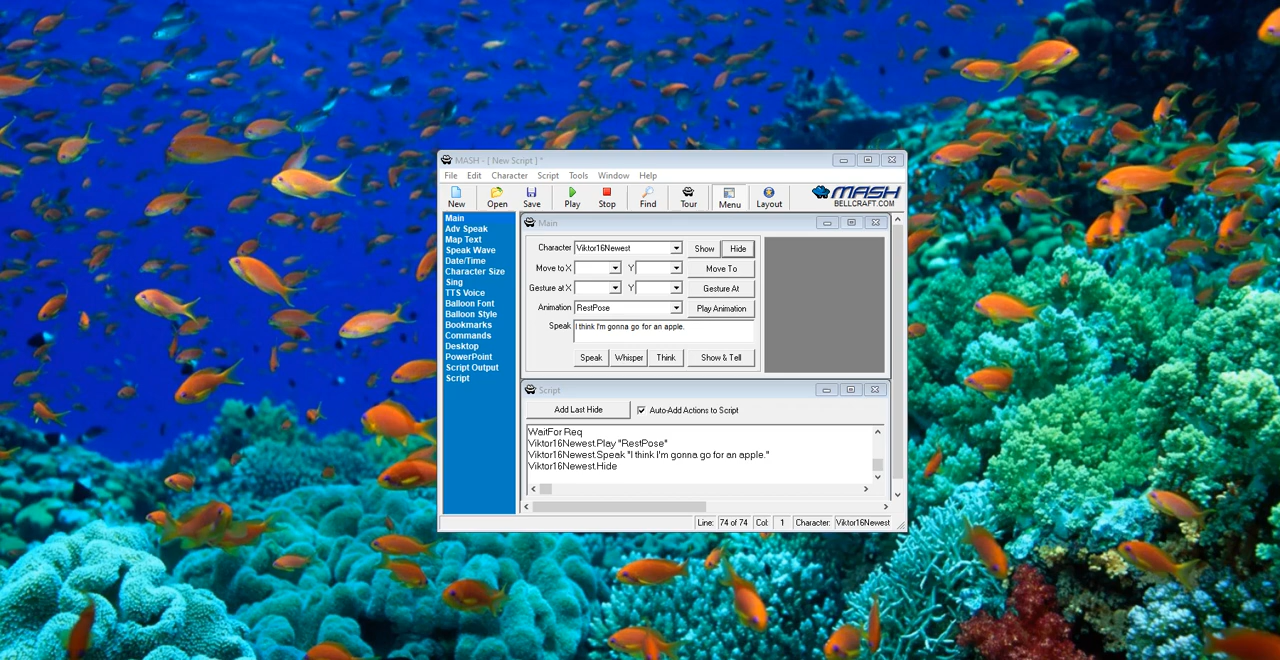 MASH - [ New Script ] *
File Edit Character Script Tools Window Help
New Open Save Play Stop Find Tour Menu Layout
MASH
BELLCRAFT.COM
Main
Adv Speak
Map Text
Speak Wave
Date/Time
Character Size
Sing
TTS Voice
Balloon Font
Balloon Style
Bookmarks
Commands
Desktop
PowerPoint
Script Output
Script
Main
Character Viktor16Newest Show Hide
Move to X Y Move To
Gesture at X Y Gesture At
Animation RestPose Play Animation
Speak I think I'm gonna go for an apple.
Speak Whisper Think Show & Tell
Script
Add Last Hide Auto-Add Actions to Script
WaitFor Req
Viktor16Newest.Play "RestPose"
Viktor16Newest.Speak "I think I'm gonna go for an apple."
Viktor16Newest.Hide
Line: 74 of 74 Col: 1 Character: Viktor16Newest